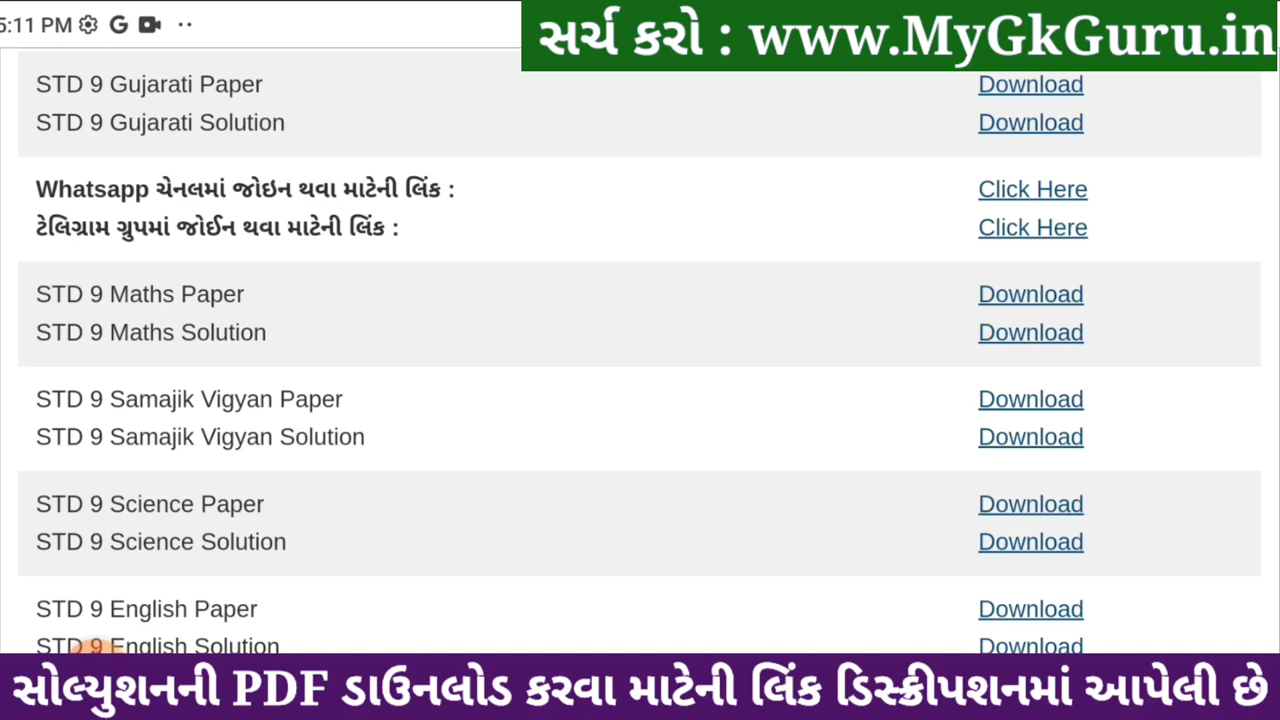 5:11 PM
સર્ચ કરો : www.MyGkGuru.in
STD 9 Gujarati Paper Download
STD 9 Gujarati Solution Download
Whatsapp ચેનલમાં જોઇન થવા માટેની લિંક : Click Here
ટેલિગ્રામ ગ્રુપમાં જોઈન થવા માટેની લિંક : Click Here
STD 9 Maths Paper Download
STD 9 Maths Solution Download
STD 9 Samajik Vigyan Paper Download
STD 9 Samajik Vigyan Solution Download
STD 9 Science Paper Download
STD 9 Science Solution Download
STD 9 English Paper Download
STD 9 English Solution Download
સોલ્યુશનની PDF ડાઉનલોડ કરવા માટેની લિંક ડિસ્ક્રીપશનમાં આપેલી છે